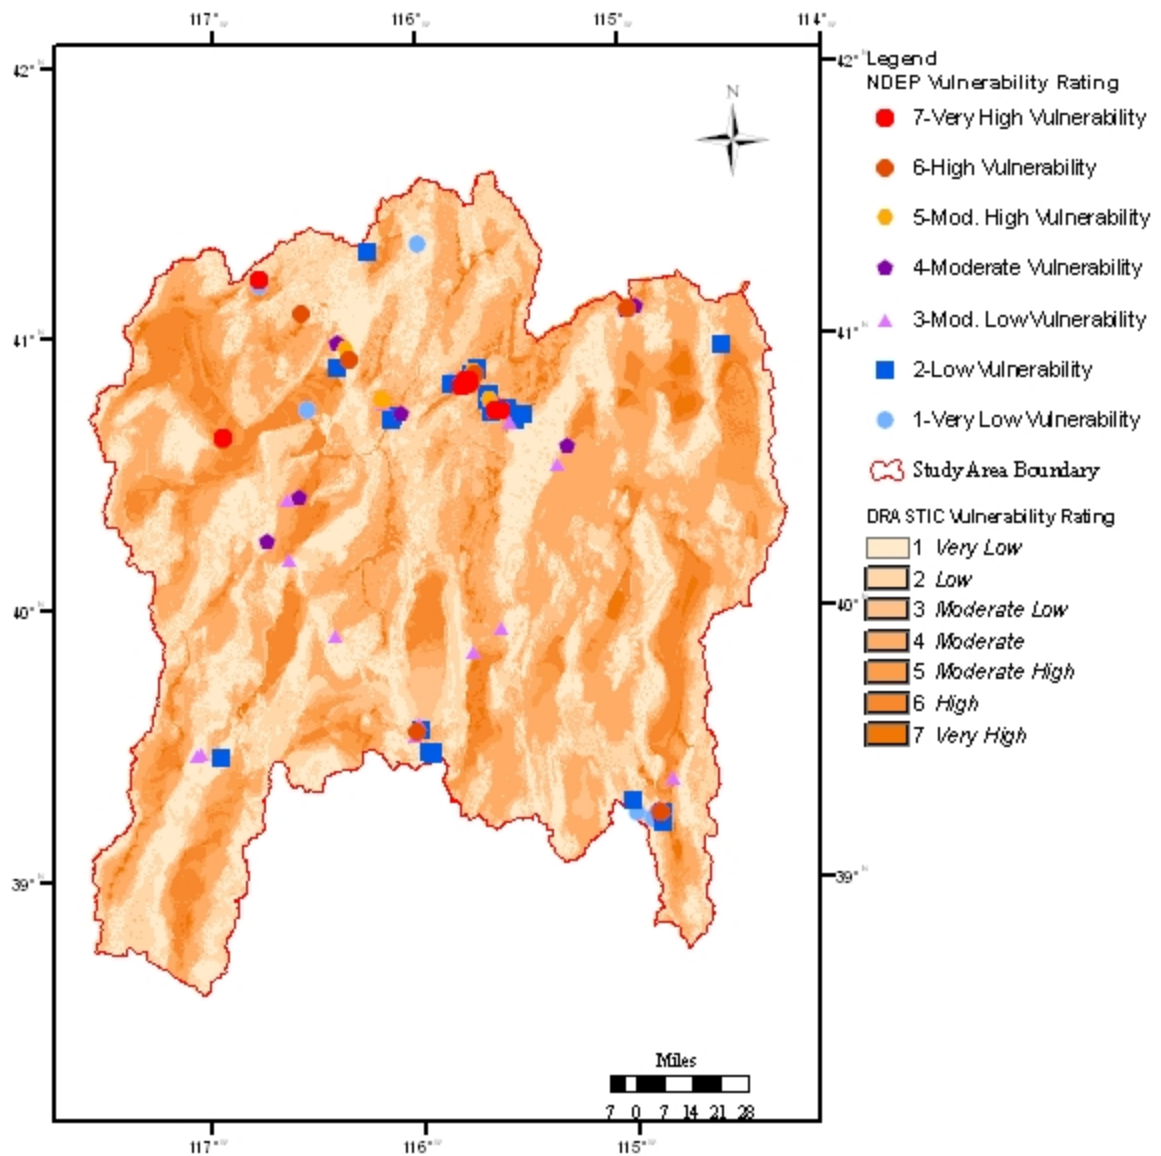 117°W 116°W 115°W 114°W
42°N
42°N
N
41°N
41°N
40°N
40°N
39°N
39°N
Legend
NDEP Vulnerability Rating
7-Very High Vulnerability
6-High Vulnerability
5-Mod. High Vulnerability
4-Moderate Vulnerability
3-Mod. Low Vulnerability
2-Low Vulnerability
1-Very Low Vulnerability
Study Area Boundary
DRASTIC Vulnerability Rating
1 Very Low
2 Low
3 Moderate Low
4 Moderate
5 Moderate High
6 High
7 Very High
Miles
7 0 7 14 21 28
117°W 116°W 115°W